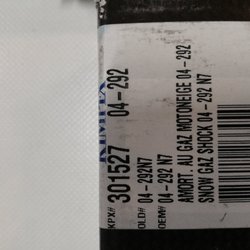 KIMPEX
KPX# 301527 04-292
OLD# 04-292N7
OEM# 04-292 N7
AMORT. AU GAZ MOTONEIGE 04-292
SNOW GAZ SHOCK 04-292 N7